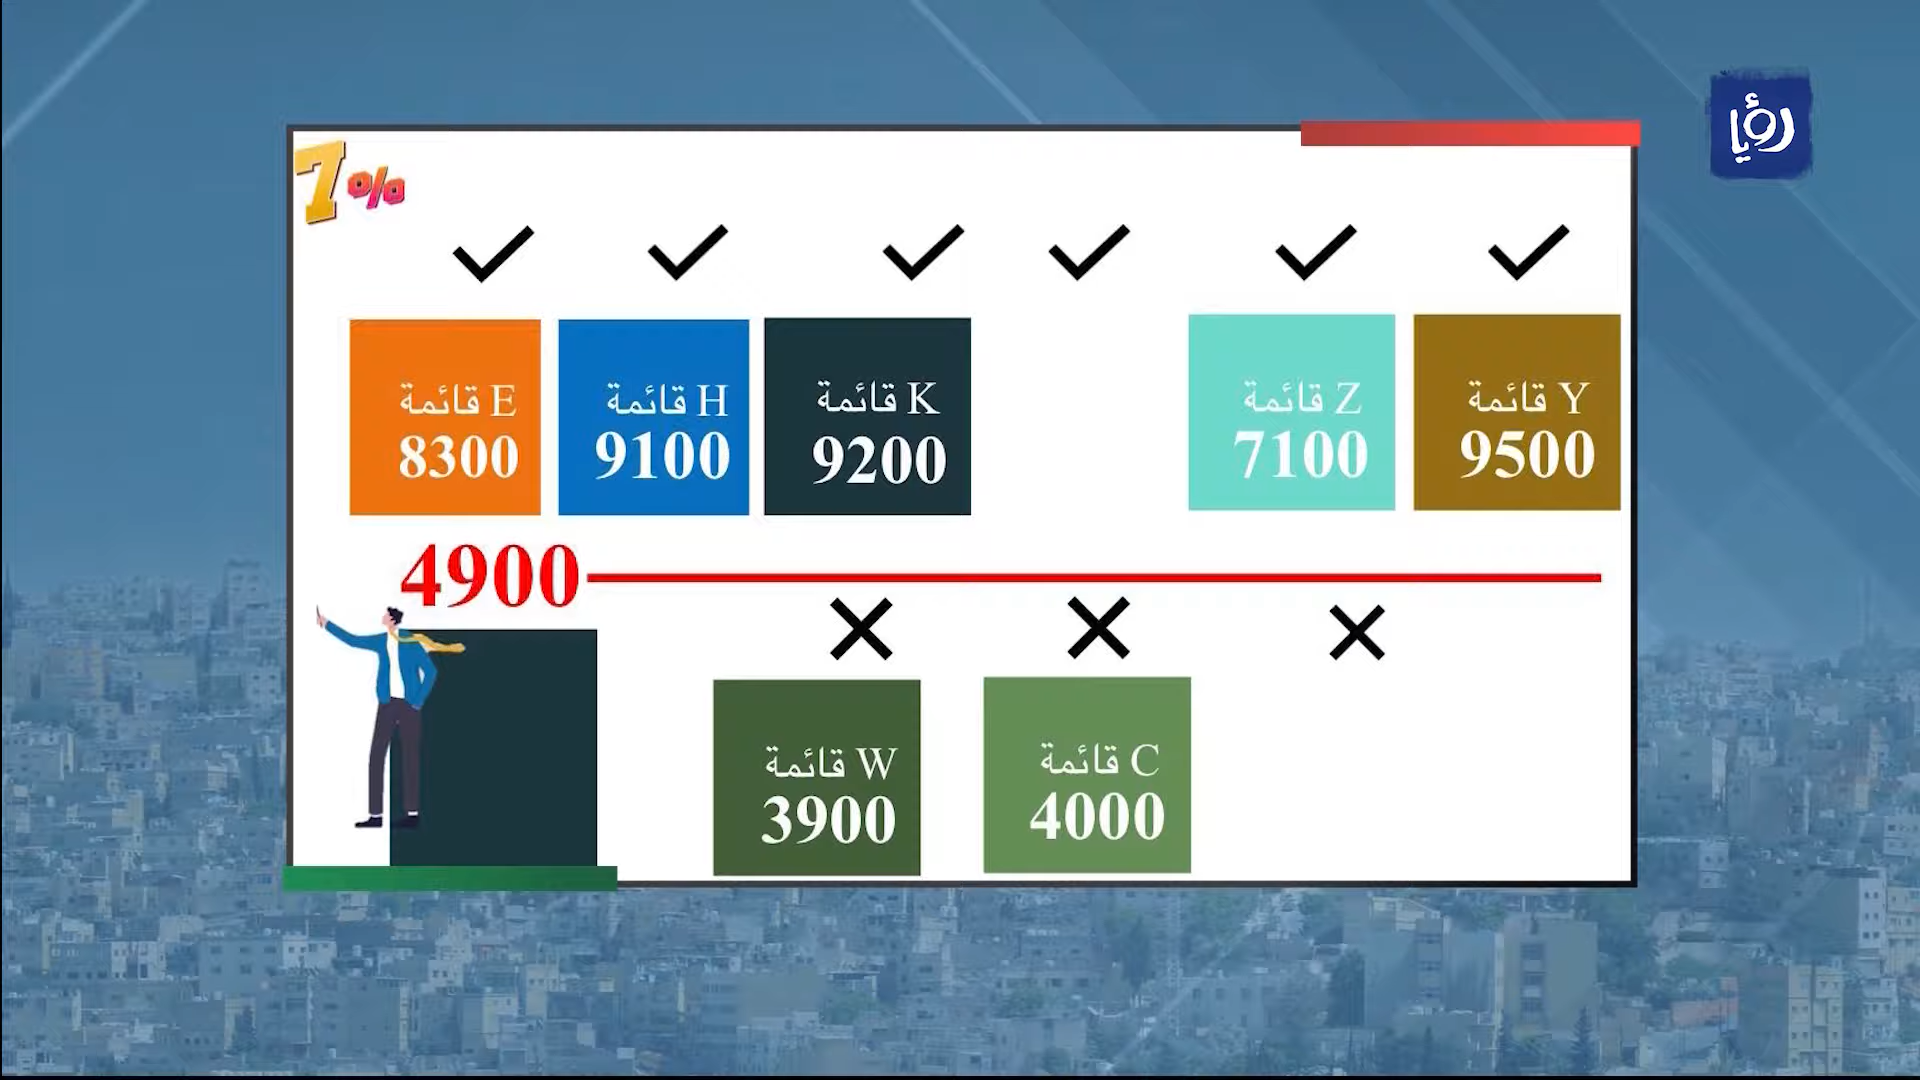 رؤيا
7%
قائمة E
8300
قائمة H
9100
قائمة K
9200
قائمة Z
7100
قائمة Y
9500
4900
قائمة W
3900
قائمة C
4000